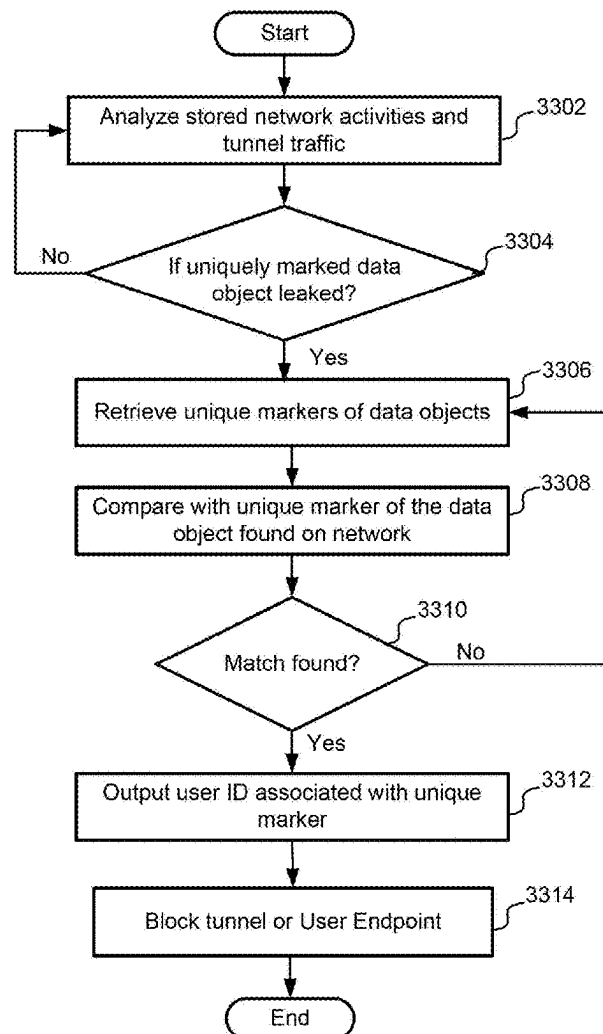 Start
Analyze stored network activities and
tunnel traffic
3302
No
If uniquely marked data
object leaked?
3304
Yes
3306
Retrieve unique markers of data objects
3308
Compare with unique marker of the data
object found on network
3310
Match found?
No
Yes
3312
Output user ID associated with unique
marker
3314
Block tunnel or User Endpoint
End